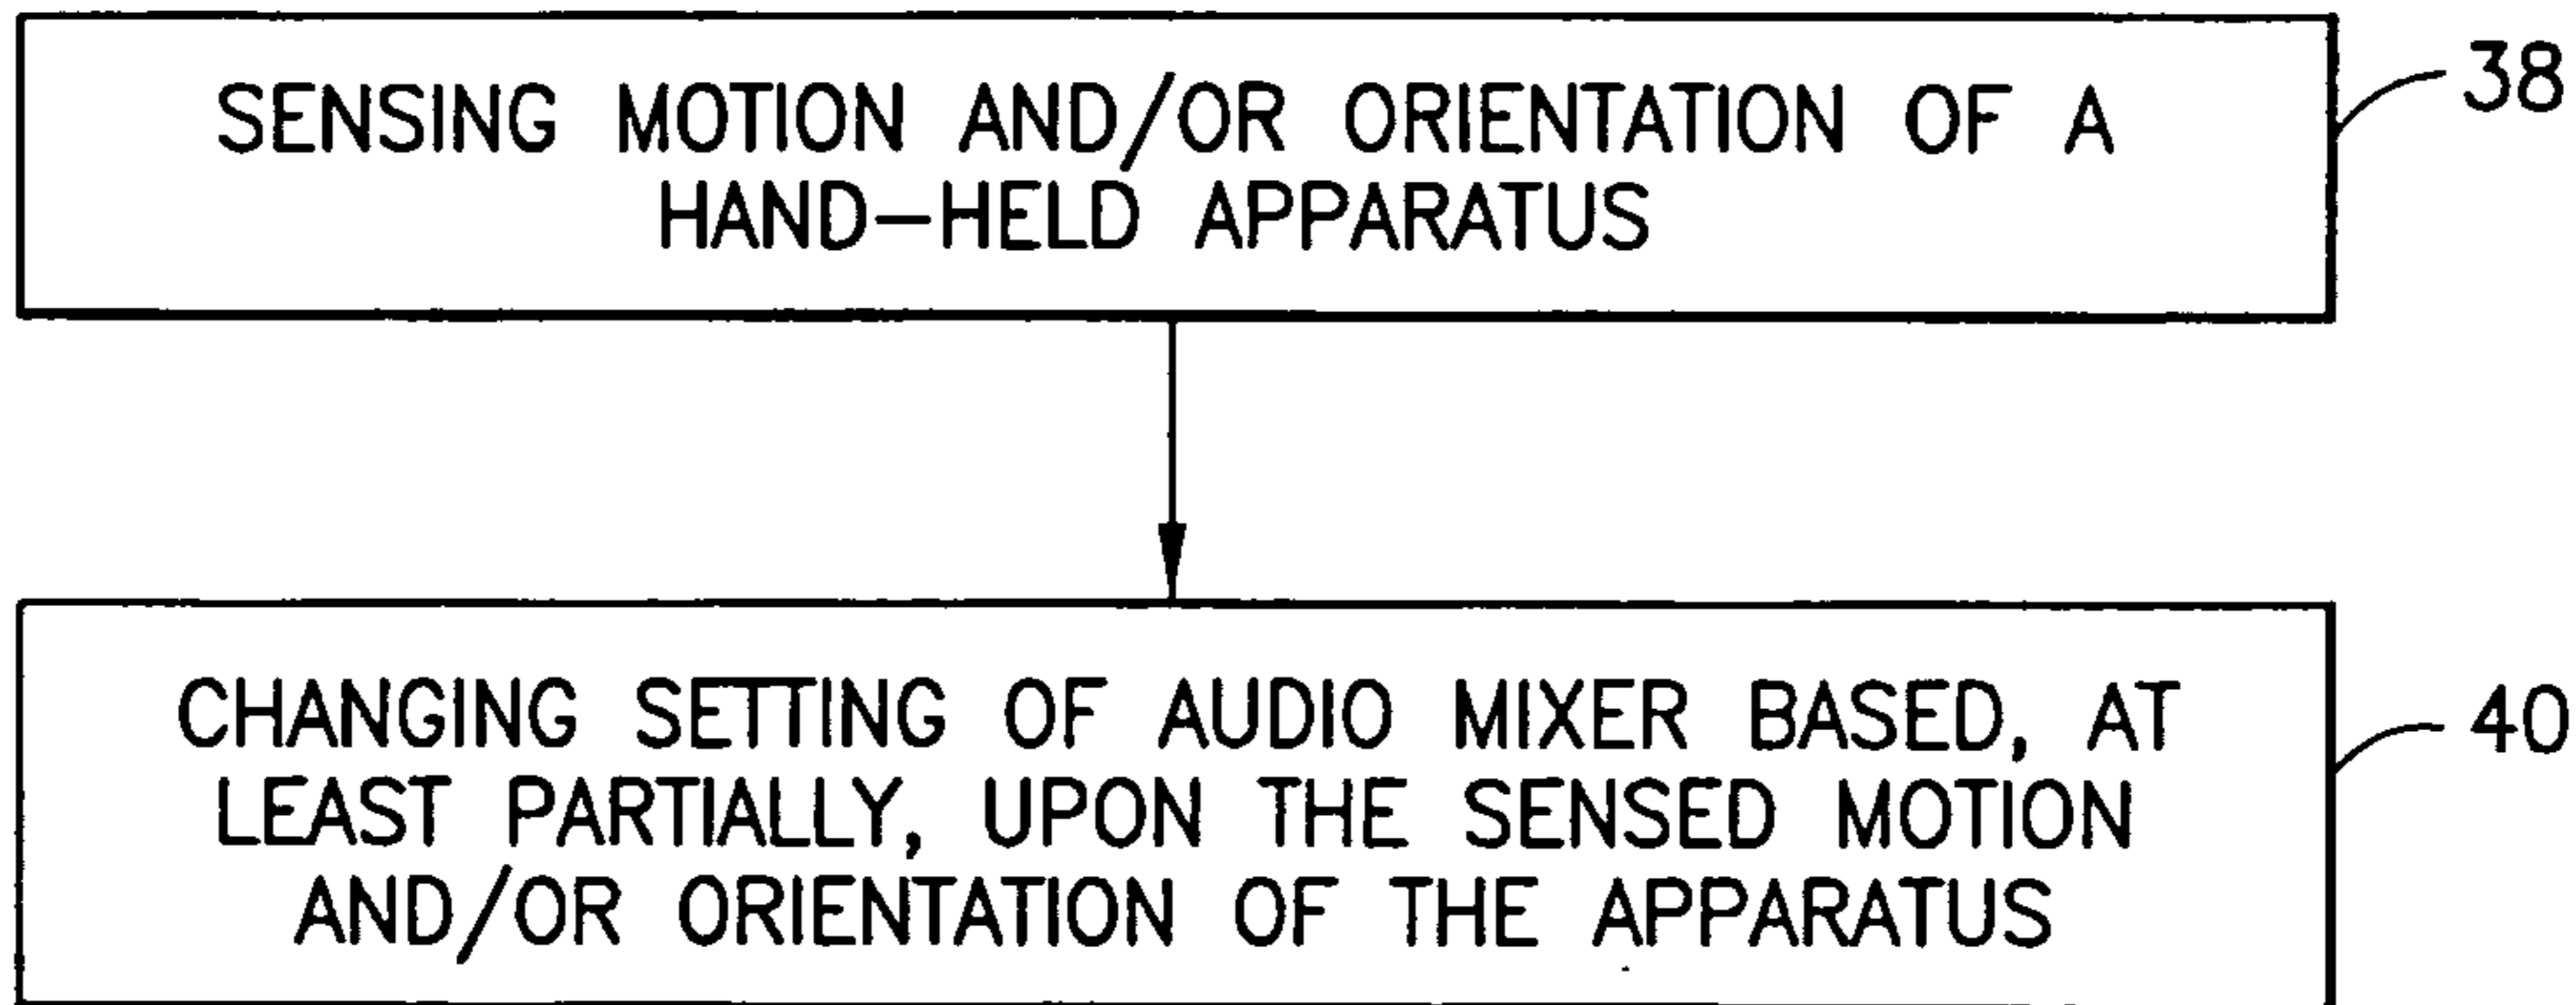 SENSING MOTION AND/OR ORIENTATION OF A
HAND-HELD APPARATUS
38
CHANGING SETTING OF AUDIO MIXER BASED, AT
LEAST PARTIALLY, UPON THE SENSED MOTION
AND/OR ORIENTATION OF THE APPARATUS
40